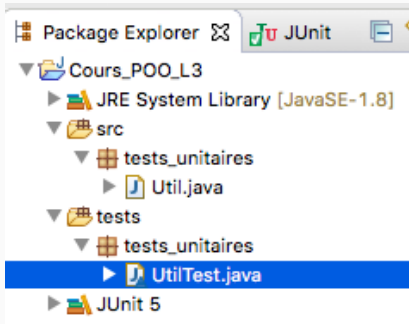 Package Explorer JUnit
Cours_POO_L3
JRE System Library [JavaSE-1.8]
src
tests_unitaires
Util.java
tests
tests_unitaires
UtilTest.java
JUnit 5